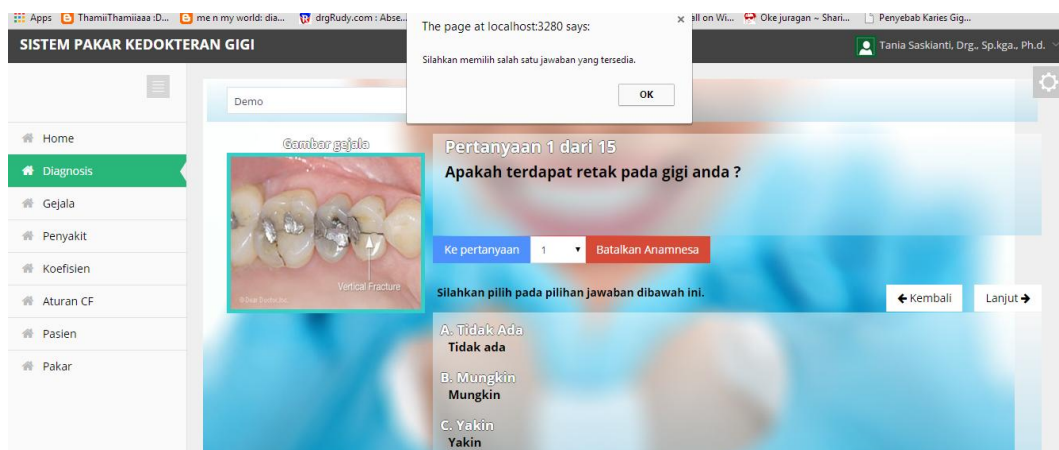 Apps
ThamiiThamiiaaa :D...
me n my world: dia...
drgRudy.com : Abse...
all on Wi...
Oke juragan – Shari...
Penyebab Karies Gig...
The page at localhost:3280 says:
Silahkan memilih salah satu jawaban yang tersedia.
OK
SISTEM PAKAR KEDOKTERAN GIGI
Tania Saskianti, Drg., Sp.kga., Ph.d.
Demo
Home
Diagnosis
Gejala
Penyakit
Koefisien
Aturan CF
Pasien
Pakar
Gambar gejala
Vertical Fracture
Pertanyaan 1 dari 15
Apakah terdapat retak pada gigi anda ?
Ke pertanyaan
1
Batalkan Anamnesa
Silahkan pilih pada pilihan jawaban dibawah ini.
Kembali
Lanjut
A. Tidak Ada
Tidak ada
B. Mungkin
Mungkin
C. Yakin
Yakin